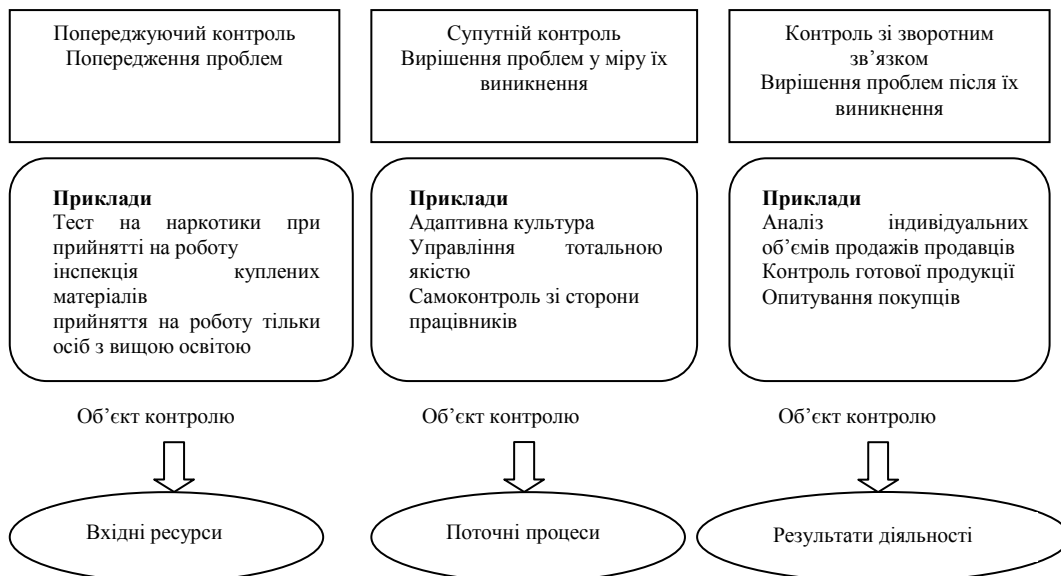 Попереджуючий контроль
Попередження проблем
Супутній контроль
Вирішення проблем у міру їх
виникнення
Контроль зі зворотним
зв’язком
Вирішення проблем після їх
виникнення
Приклади
Тест на наркотики при
прийнятті на роботу
інспекція куплених
матеріалів
прийняття на роботу тільки
осіб з вищою освітою
Приклади
Адаптивна культура
Управління тотальною
якістю
Самоконтроль зі сторони
працівників
Приклади
Аналіз індивідуальних
об’ємів продажів продавців
Контроль готової продукції
Опитування покупців
Об’єкт контролю
Об’єкт контролю
Об’єкт контролю
Вхідні ресурси
Поточні процеси
Результати діяльності